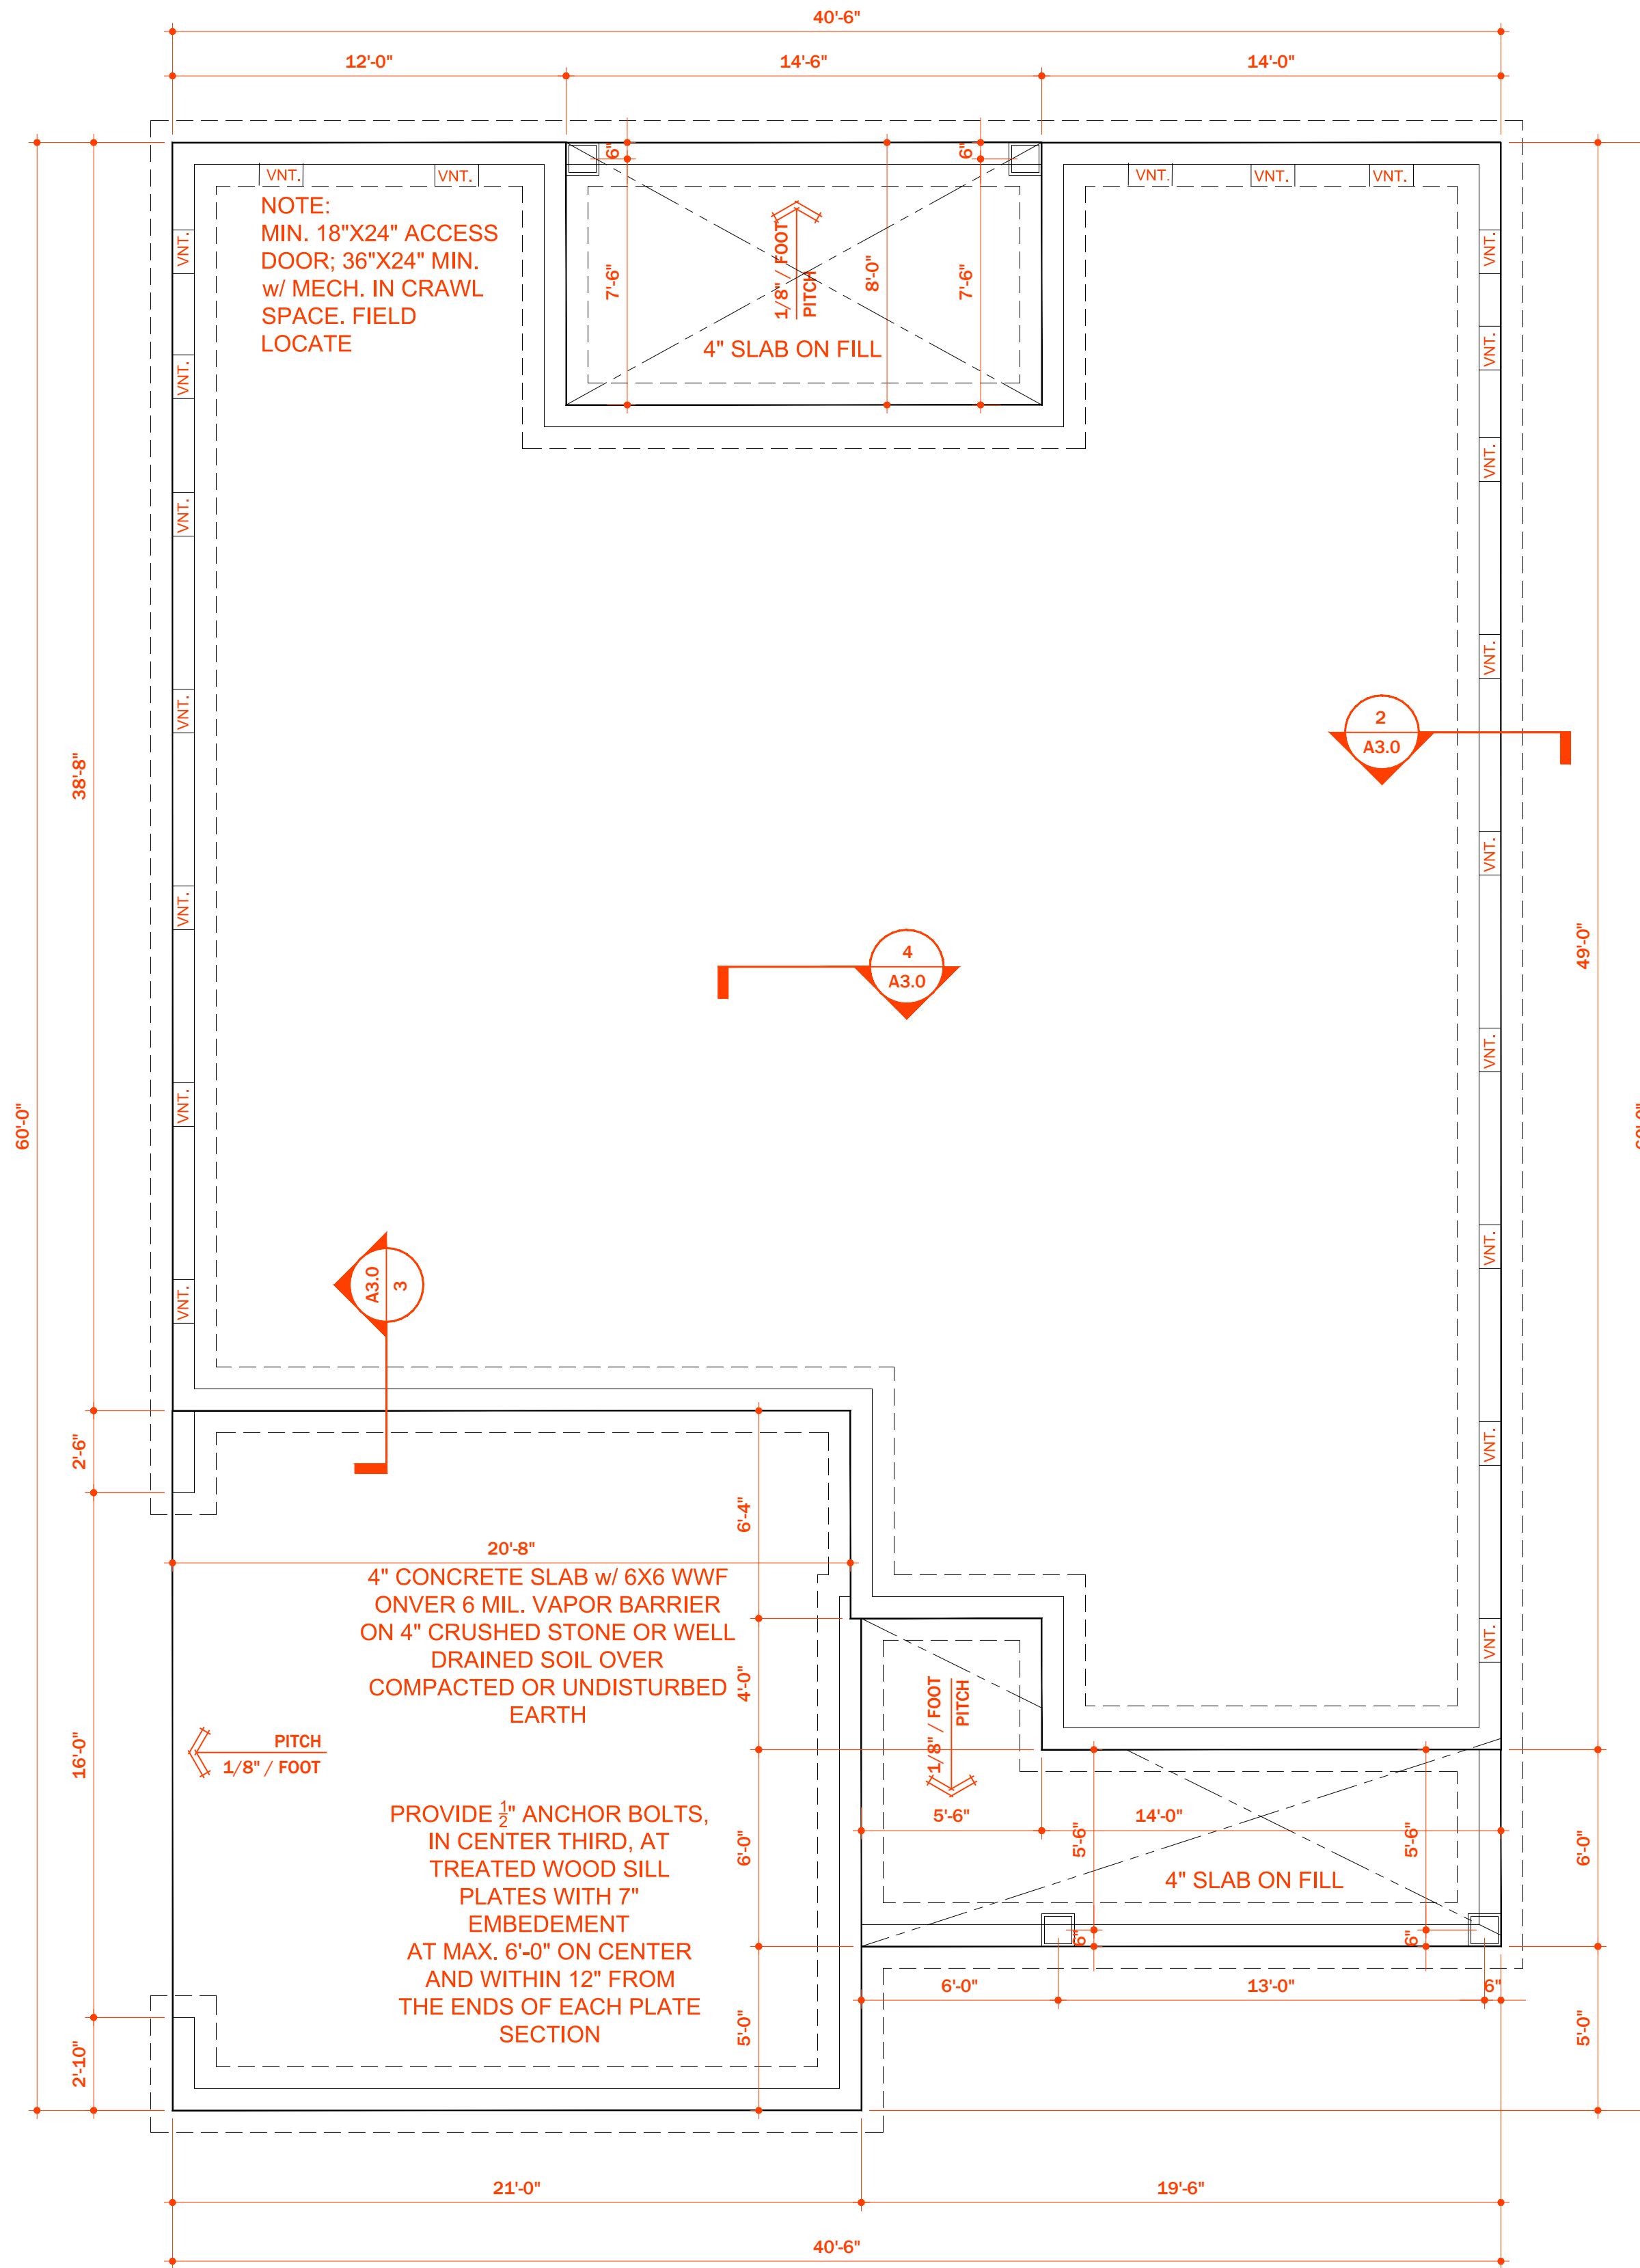 40'-6"
12'-0"
14'-6"
14'-0"
6"
6"
VNT.
VNT.
VNT.
VNT.
VNT.
NOTE:
MIN. 18"X24" ACCESS
DOOR; 36"X24" MIN.
w/ MECH. IN CRAWL
SPACE. FIELD
LOCATE
VNT.
VNT.
7'-6"
1/8" / FOOT
PITCH
8'-0"
7'-6"
4" SLAB ON FILL
VNT.
VNT.
VNT.
VNT.
VNT.
VNT.
2
A3.0
38'-8"
VNT.
VNT.
49'-0"
4
A3.0
60'-0"
VNT.
VNT.
VNT.
A3.0
3
VNT.
VNT.
2'-6"
6'-4"
20'-8"
4" CONCRETE SLAB w/ 6X6 WWF
ONVER 6 MIL. VAPOR BARRIER
ON 4" CRUSHED STONE OR WELL
DRAINED SOIL OVER
COMPACTED OR UNDISTURBED
EARTH
4'-0"
VNT.
1/8" / FOOT
PITCH
16'-0"
PITCH
1/8" / FOOT
PROVIDE ½" ANCHOR BOLTS,
IN CENTER THIRD, AT
TREATED WOOD SILL
PLATES WITH 7"
EMBEDEMENT
AT MAX. 6'-0" ON CENTER
AND WITHIN 12" FROM
THE ENDS OF EACH PLATE
SECTION
5'-6"
14'-0"
6'-0"
5'-6"
5'-6"
6'-0"
4" SLAB ON FILL
6"
6"
6'-0"
13'-0"
6"
2'-10"
5'-0"
5'-0"
21'-0"
19'-6"
40'-6"